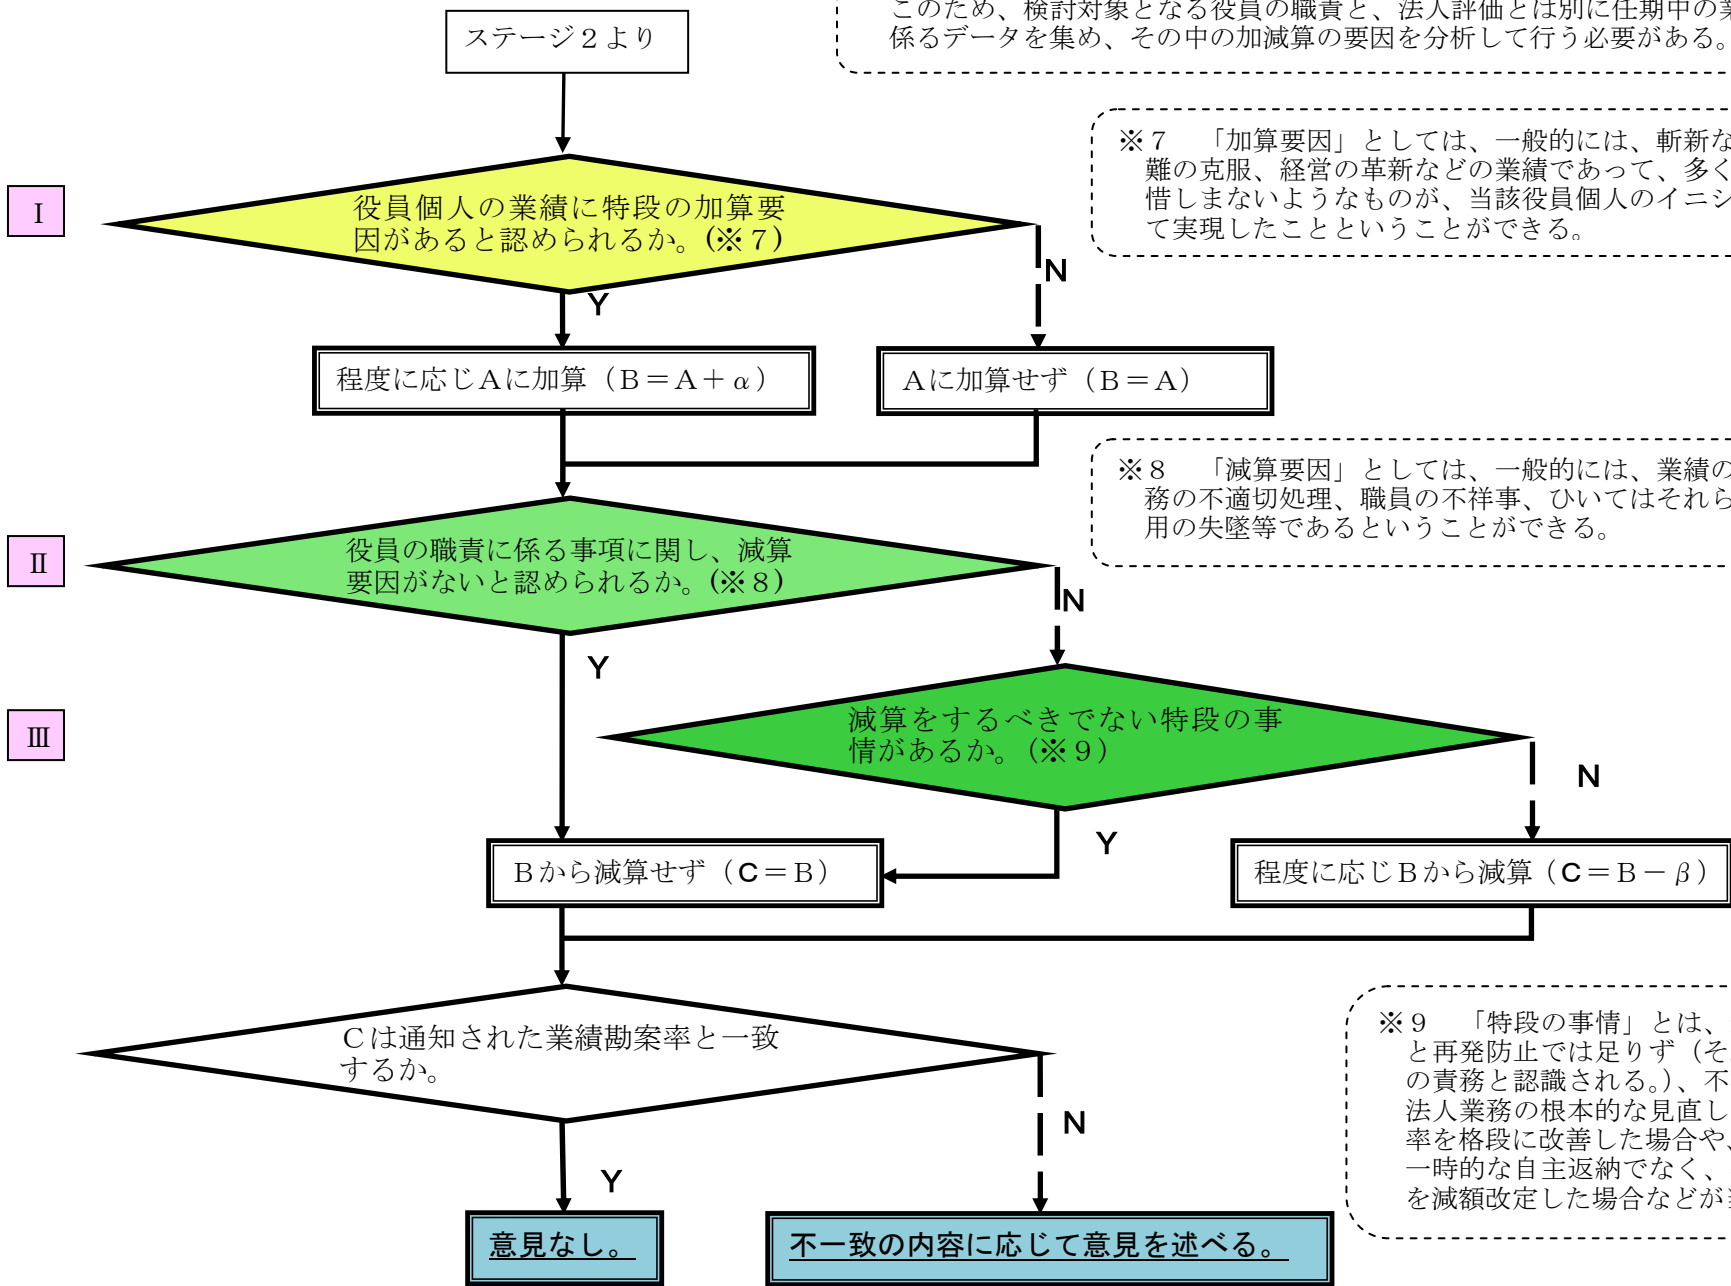 このため、検討対象となる役員の職責と、法人評価とは別に任期中の業
係るデータを集め、その中の加減算の要因を分析して行う必要がある。
ステージ２より
※７　「加算要因」としては、一般的には、斬新な
難の克服、経営の革新などの業績であって、多く
惜しまないようなものが、当該役員個人のイニシ
て実現したことということができる。
Ⅰ
役員個人の業績に特段の加算要
因があると認められるか。(※７)
N
Y
程度に応じＡに加算（Ｂ＝Ａ＋α）
Ａに加算せず（Ｂ＝Ａ）
※８　「減算要因」としては、一般的には、業績の
務の不適切処理、職員の不祥事、ひいてはそれら
用の失墜等であるということができる。
Ⅱ
役員の職責に係る事項に関し、減算
要因がないと認められるか。(※８)
N
Y
Ⅲ
減算をするべきでない特段の事
情があるか。(※９)
N
Y
Ｂから減算せず（Ｃ＝Ｂ）
程度に応じＢから減算（Ｃ＝Ｂ－β）
Ｃは通知された業績勘案率と一致
するか。
※９　「特段の事情」とは、
と再発防止では足りず（そ
の責務と認識される。）、不
法人業務の根本的な見直し
率を格段に改善した場合や、
一時的な自主返納でなく、
を減額改定した場合などが
N
Y
意見なし。
不一致の内容に応じて意見を述べる。